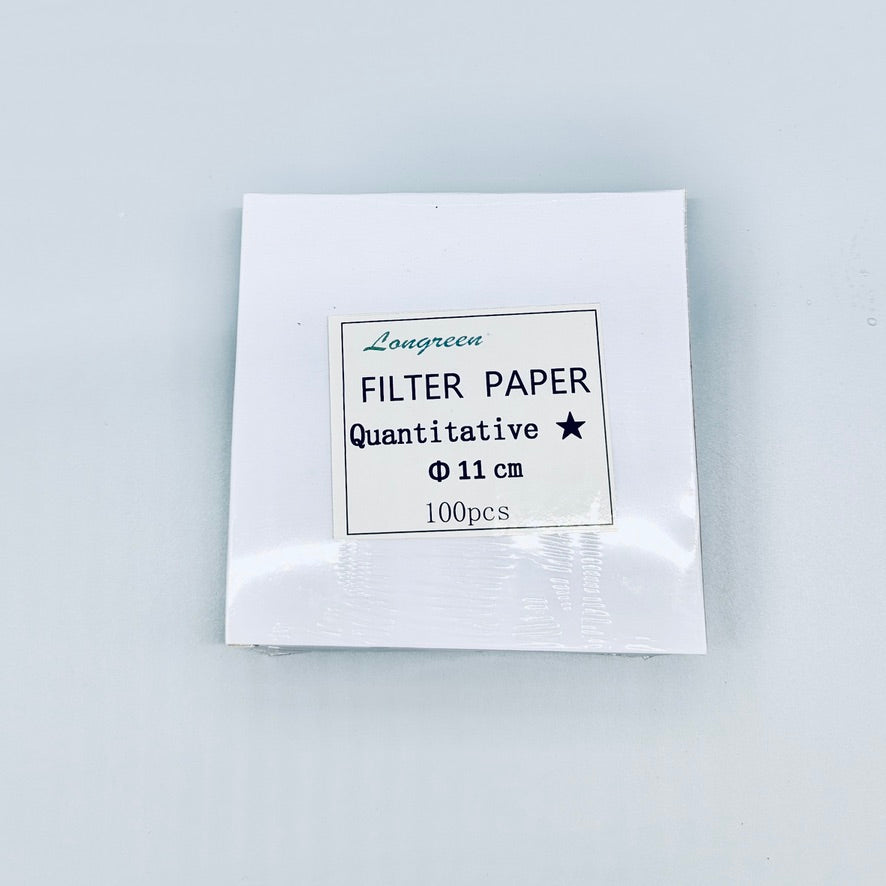 Longreen
FILTER PAPER
Quantitative ★
Φ 11 cm
100pcs